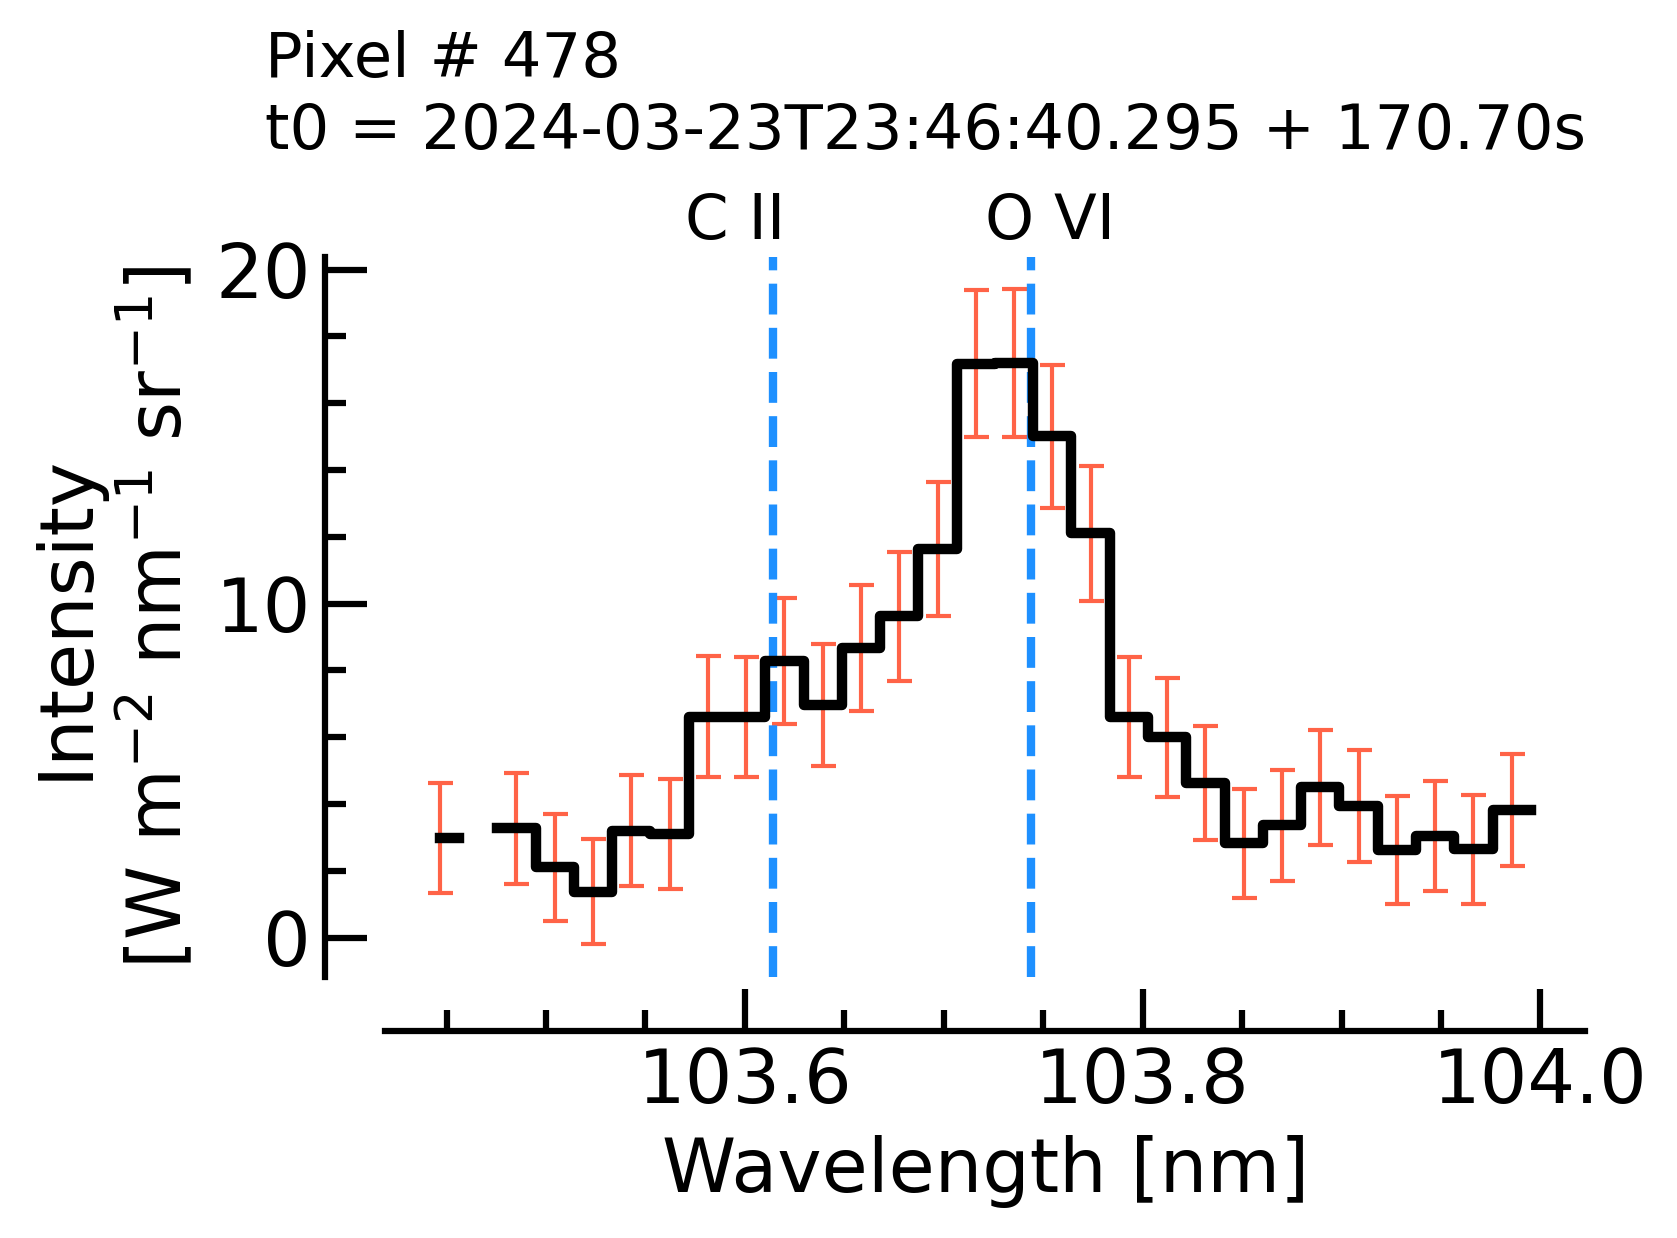 Pixel # 478
t0 = 2024-03-23T23:46:40.295 + 170.70s
C II
O VI
20
10
0
Intensity
[W m⁻² nm⁻¹ sr⁻¹]
103.6
103.8
104.0
Wavelength [nm]